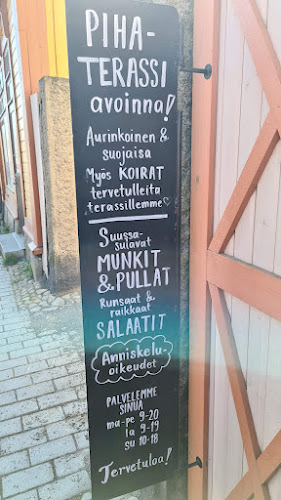 PIHA-
TERASSI
avoinna!
Aurinkoinen &
suojaisa
Myös KOIRAT
tervetulleita
terassillemme♡
Suussa-
sulavat
MUNKIT
& PULLAT
Runsaat &
raikkaat
SALAATIT
Anniskelu-
oikeudet
PALVELEMME
SINUA
ma-pe 9-20
la 9-19
su 10-18
Tervetuloa!